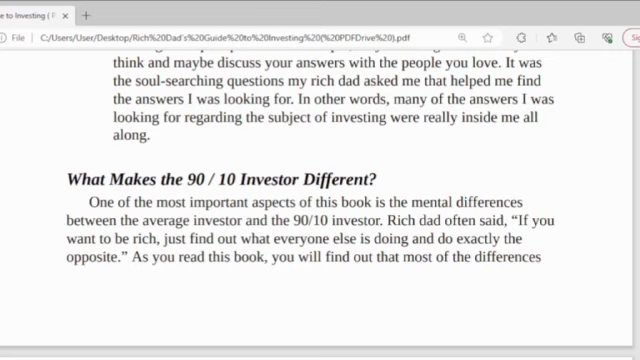 e to Investing ( P
File
C:/Users/User/Desktop/Rich%20Dad's%20Guide%20to%20Investing%20(%20PDFDrive%20).pdf
think and maybe discuss your answers with the people you love. It was
the soul-searching questions my rich dad asked me that helped me find
the answers I was looking for. In other words, many of the answers I was
looking for regarding the subject of investing were really inside me all
along.
What Makes the 90 / 10 Investor Different?
One of the most important aspects of this book is the mental differences
between the average investor and the 90/10 investor. Rich dad often said, “If you
want to be rich, just find out what everyone else is doing and do exactly the
opposite.” As you read this book, you will find out that most of the differences